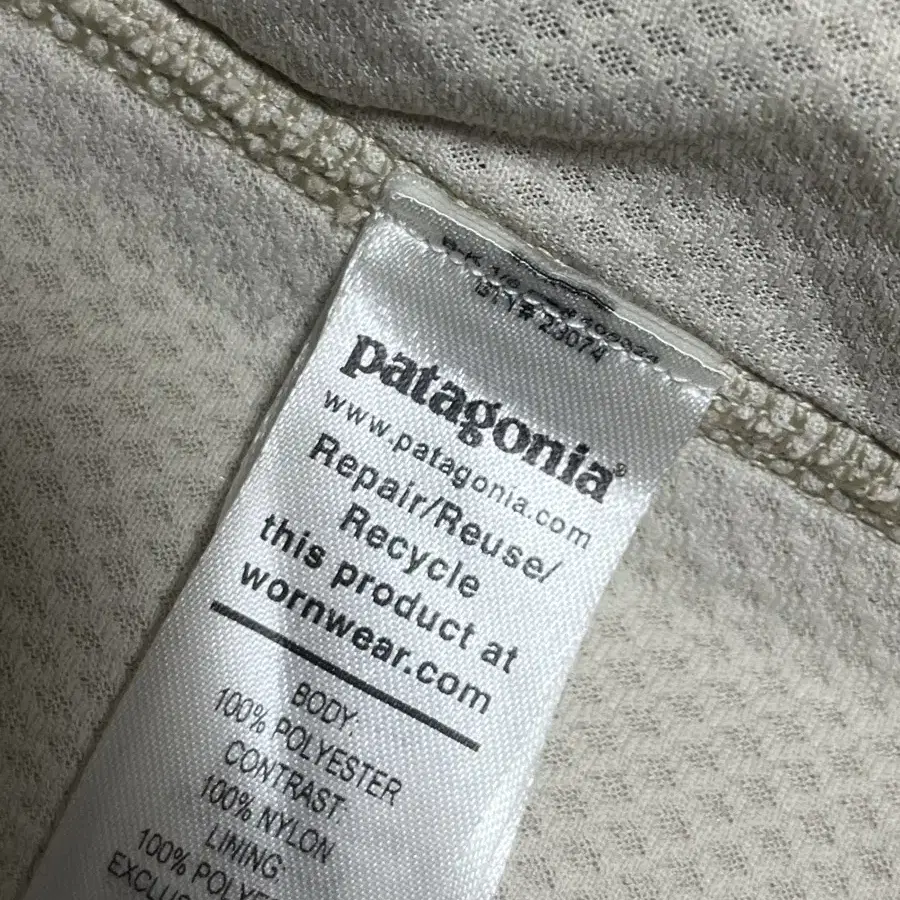 STY# 23074
patagonia®
www.patagonia.com
Repair/Reuse/
Recycle
this product at
wornwear.com
BODY:
100% POLYESTER
CONTRAST:
100% NYLON
LINING:
100%